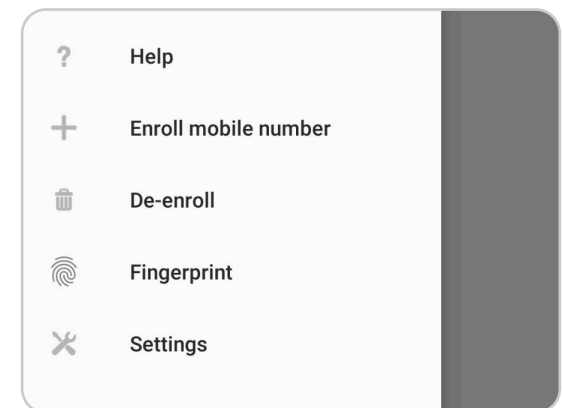 Help
Enroll mobile number
De-enroll
Fingerprint
Settings